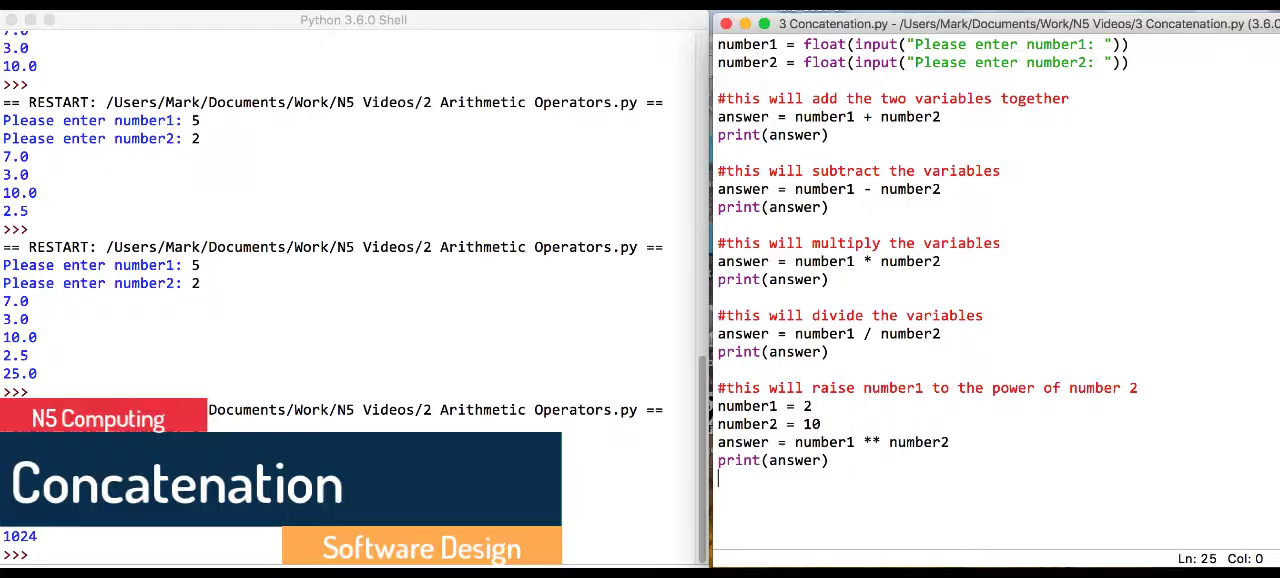 Python 3.6.0 Shell
7.0
3.0
10.0
>>>
== RESTART: /Users/Mark/Documents/Work/N5 Videos/2 Arithmetic Operators.py ==
Please enter number1: 5
Please enter number2: 2
7.0
3.0
10.0
2.5
>>>
== RESTART: /Users/Mark/Documents/Work/N5 Videos/2 Arithmetic Operators.py ==
Please enter number1: 5
Please enter number2: 2
7.0
3.0
10.0
2.5
25.0
>>>
Documents/Work/N5 Videos/2 Arithmetic Operators.py ==
N5 Computing
Concatenation
Software Design
1024
>>>
3 Concatenation.py - /Users/Mark/Documents/Work/N5 Videos/3 Concatenation.py (3.6.0
number1 = float(input("Please enter number1: "))
number2 = float(input("Please enter number2: "))
#this will add the two variables together
answer = number1 + number2
print(answer)
#this will subtract the variables
answer = number1 - number2
print(answer)
#this will multiply the variables
answer = number1 * number2
print(answer)
#this will divide the variables
answer = number1 / number2
print(answer)
#this will raise number1 to the power of number 2
number1 = 2
number2 = 10
answer = number1 ** number2
print(answer)
Ln: 25 Col: 0